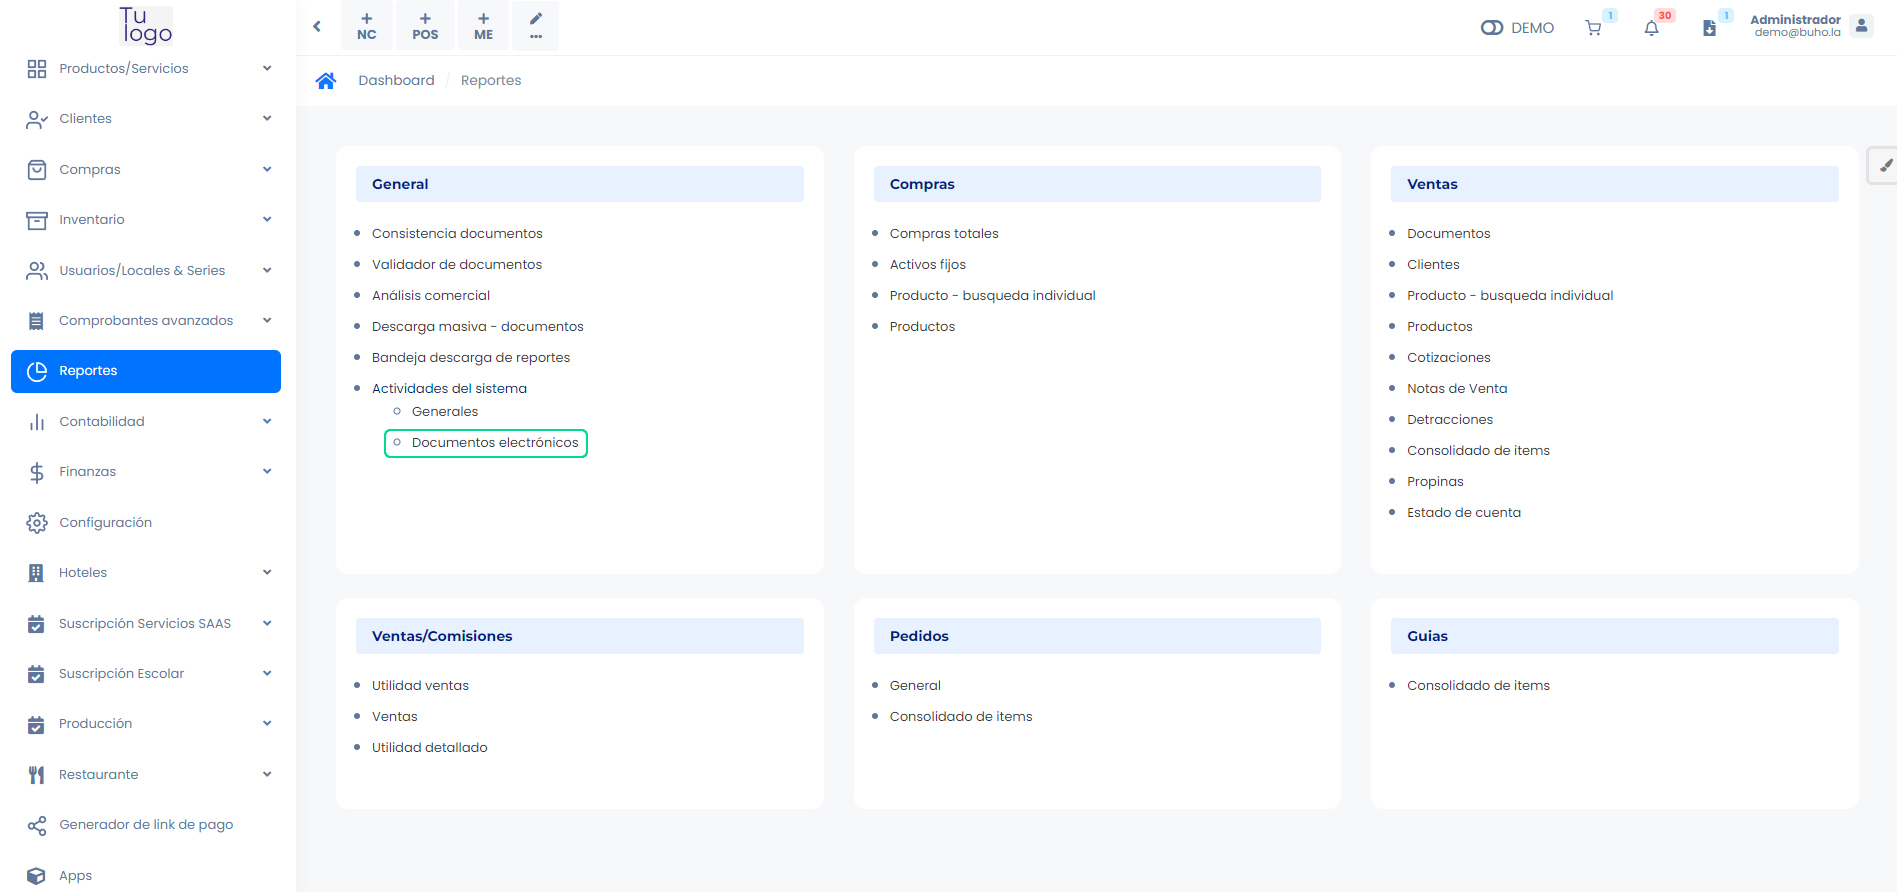 Tu
logo
Productos/Servicios
Clientes
Compras
Inventario
Usuarios/Locales & Series
Comprobantes avanzados
Reportes
Contabilidad
Finanzas
Configuración
Hoteles
Suscripción Servicios SAAS
Suscripción Escolar
Producción
Restaurante
Generador de link de pago
Apps
+ NC
+ POS
+ ME
...
DEMO
1
30
1
Administrador
demo@buho.la
Dashboard / Reportes
General
Consistencia documentos
Validador de documentos
Análisis comercial
Descarga masiva - documentos
Bandeja descarga de reportes
Actividades del sistema
Generales
Documentos electrónicos
Compras
Compras totales
Activos fijos
Producto - busqueda individual
Productos
Ventas
Documentos
Clientes
Producto - busqueda individual
Productos
Cotizaciones
Notas de Venta
Detracciones
Consolidado de items
Propinas
Estado de cuenta
Ventas/Comisiones
Utilidad ventas
Ventas
Utilidad detallado
Pedidos
General
Consolidado de items
Guias
Consolidado de items